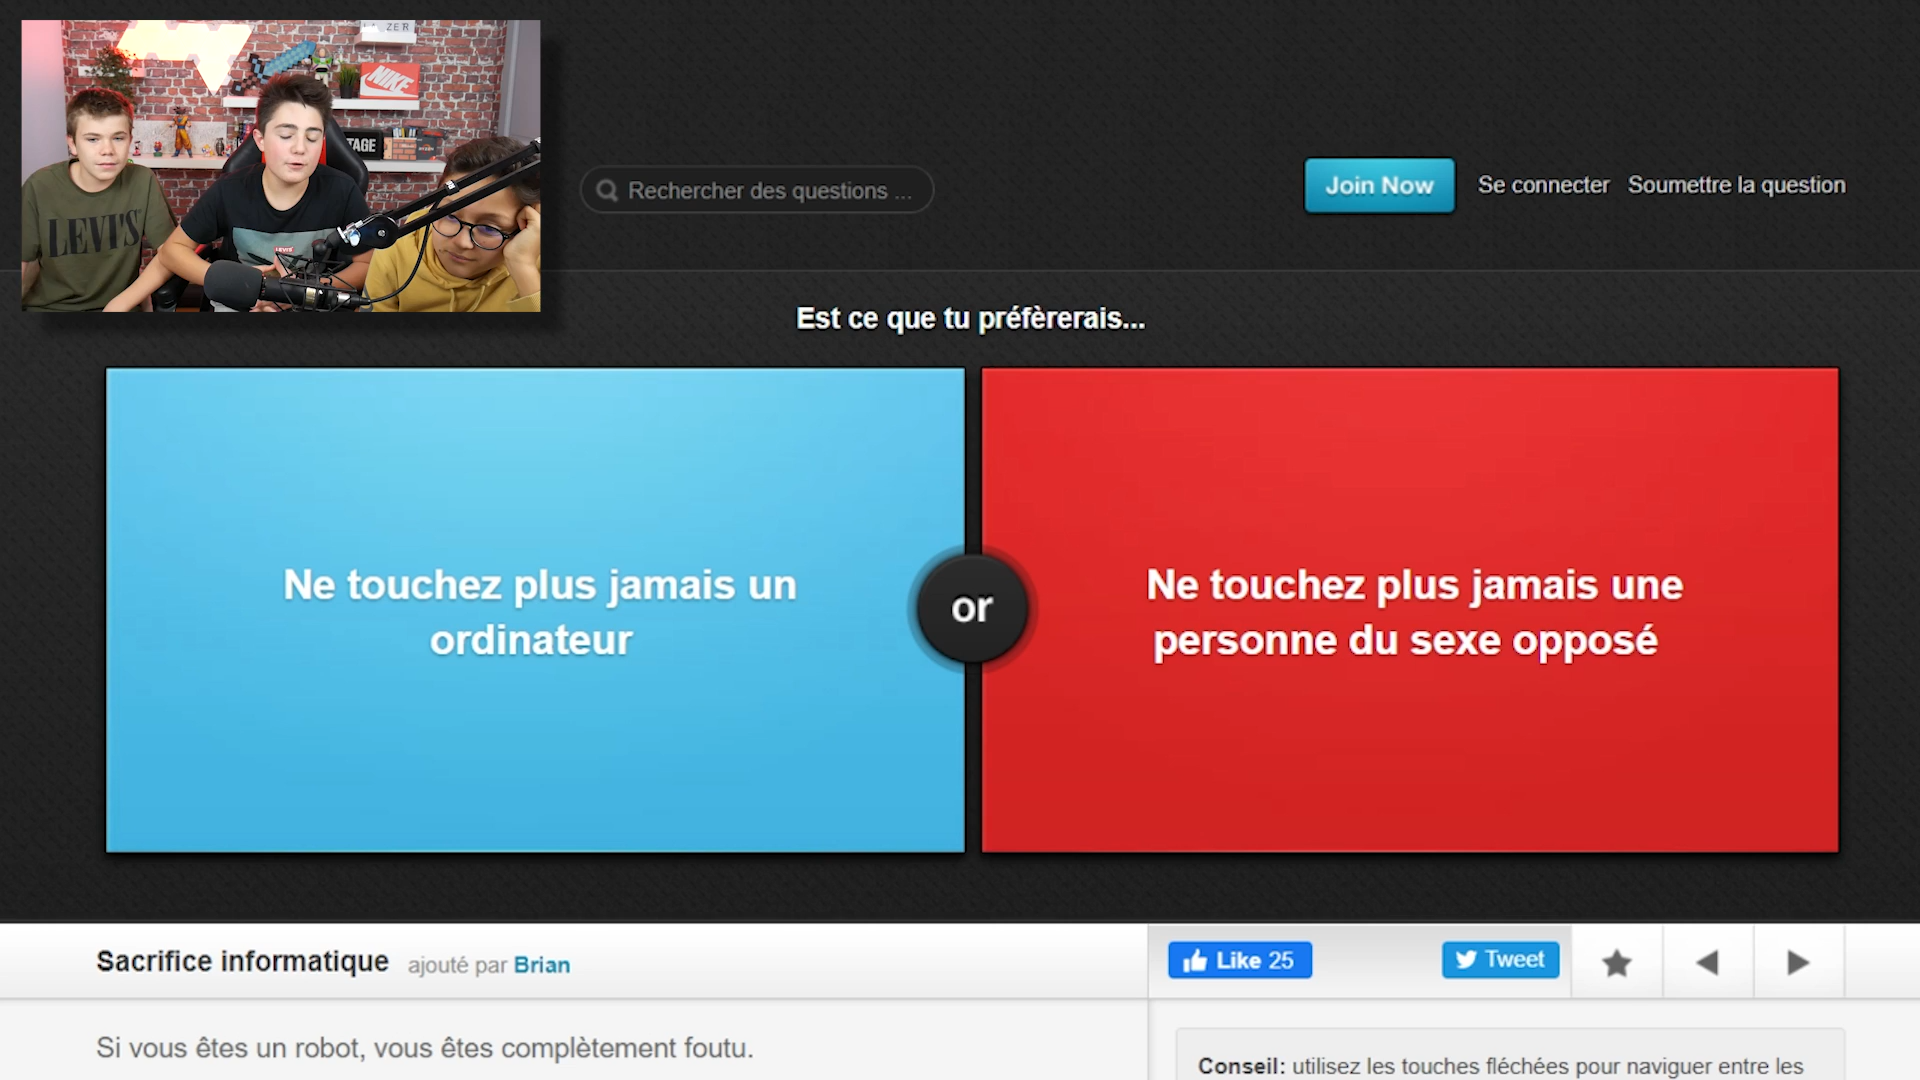 LAZER
NIKE
TAGE
LEVI'S
LEVI'S
Rechercher des questions ...
Join Now
Se connecter
Soumettre la question
Est ce que tu préfèrerais...
Ne touchez plus jamais un
ordinateur
or
Ne touchez plus jamais une
personne du sexe opposé
Sacrifice informatique ajouté par Brian
Like 25
Tweet
Si vous êtes un robot, vous êtes complètement foutu.
Conseil: utilisez les touches fléchées pour naviguer entre les